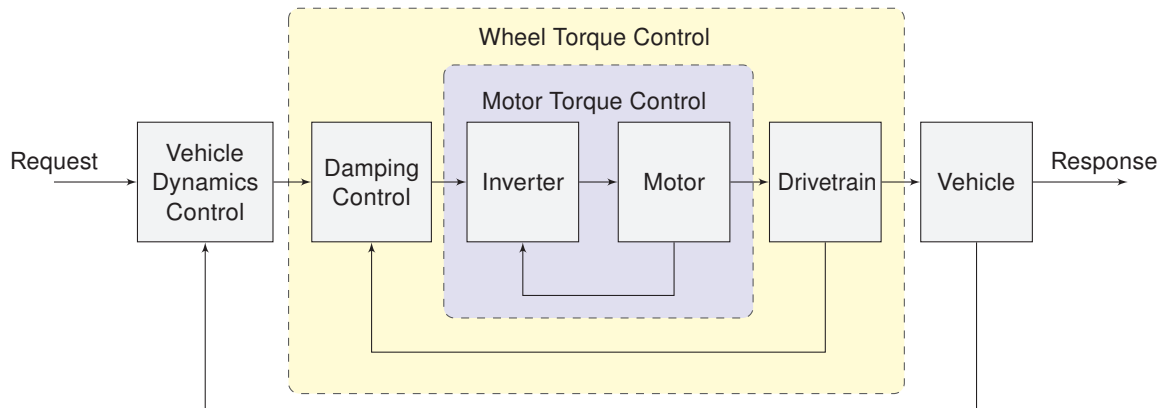 Wheel Torque Control
Motor Torque Control
Request
Vehicle
Dynamics
Control
Damping
Control
Inverter
Motor
Drivetrain
Vehicle
Response